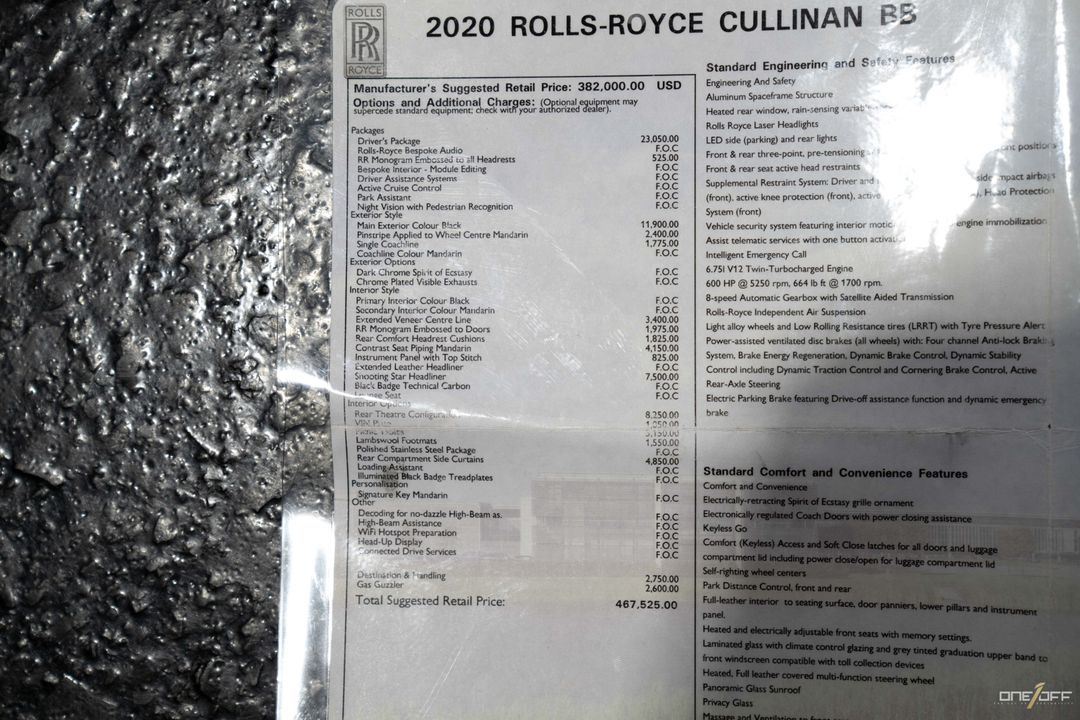 ROLLS
RR
ROYCE
2020 ROLLS-ROYCE CULLINAN BB
Manufacturer's Suggested Retail Price: 382,000.00 USD
Options and Additional Charges: (Optional equipment may
supercede standard equipment; check with your authorized dealer).
Packages
Driver's Package 23,050.00
Rolls-Royce Bespoke Audio F.O.C
RR Monogram Embossed to all Headrests 525.00
Bespoke Interior - Module Editing F.O.C
Driver Assistance Systems F.O.C
Active Cruise Control F.O.C
Park Assistant F.O.C
Night Vision with Pedestrian Recognition F.O.C
Exterior Style
Main Exterior Colour Black 11,900.00
Pinstripe Applied to Wheel Centre Mandarin 2,400.00
Single Coachline 1,775.00
Coachline Colour Mandarin F.O.C
Exterior Options
Dark Chrome Spirit of Ecstasy F.O.C
Chrome Plated Visible Exhausts F.O.C
Interior Style
Primary Interior Colour Black F.O.C
Secondary Interior Colour Mandarin F.O.C
Extended Veneer Centre Line 3,400.00
RR Monogram Embossed to Doors 1,975.00
Rear Comfort Headrest Cushions 1,825.00
Contrast Seat Piping Mandarin 4,150.00
Instrument Panel with Top Stitch 825.00
Extended Leather Headliner F.O.C
Shooting Star Headliner 7,500.00
Black Badge Technical Carbon F.O.C
Lounge Seat F.O.C
Interior Options
Rear Theatre Configuration 8,250.00
VIN 1,050.00
3,150.00
Lambswool Footmats 1,550.00
Polished Stainless Steel Package F.O.C
Rear Compartment Side Curtains 4,850.00
Loading Assistant F.O.C
Illuminated Black Badge Treadplates F.O.C
Personalisation
Signature Key Mandarin F.O.C
Other
Decoding for no-dazzle High-Beam as. F.O.C
High-Beam Assistance F.O.C
WiFi Hotspot Preparation F.O.C
Head-Up Display F.O.C
Connected Drive Services F.O.C
Destination & Handling 2,750.00
Gas Guzzler 2,600.00
Total Suggested Retail Price: 467,525.00
Standard Engineering and Safety Features
Engineering And Safety
Aluminum Spaceframe Structure
Heated rear window, rain-sensing
Rolls Royce Laser Headlights
LED side (parking) and rear lights
Front & rear three-point, pre-tensioning positions
Front & rear seat active head restraints
Supplemental Restraint System: Driver and side impact airbags
(front), active knee protection (front), active Head Protection
System (front)
Vehicle security system featuring interior engine immobilization
Assist telematic services with one button
Intelligent Emergency Call
6.75l V12 Twin-Turbocharged Engine
600 HP @ 5250 rpm, 664 lb ft @ 1700 rpm.
8-speed Automatic Gearbox with Satellite Aided Transmission
Rolls-Royce Independent Air Suspension
Light alloy wheels and Low Rolling Resistance tires (LRRT) with Tyre Pressure Alert
Power-assisted ventilated disc brakes (all wheels) with: Four channel Anti-lock Braking
System, Brake Energy Regeneration, Dynamic Brake Control, Dynamic Stability
Control including Dynamic Traction Control and Cornering Brake Control, Active
Rear-Axle Steering
Electric Parking Brake featuring Drive-off assistance function and dynamic emergency
brake
Standard Comfort and Convenience Features
Comfort and Convenience
Electrically-retracting Spirit of Ecstasy grille ornament
Electronically regulated Coach Doors with power closing assistance
Keyless Go
Comfort (Keyless) Access and Soft Close latches for all doors and luggage
compartment lid including power close/open for luggage compartment lid
Self-righting wheel centers
Park Distance Control, front and rear
Full-leather interior to seating surface, door panniers, lower pillars and instrument
panel.
Heated and electrically adjustable front seats with memory settings.
Laminated glass with climate control glazing and grey tinted graduation upper band to
front windscreen compatible with toll collection devices
Heated, Full leather covered multi-function steering wheel
Panoramic Glass Sunroof
Privacy Glass
Massage and Ventilation to front
ONE OFF